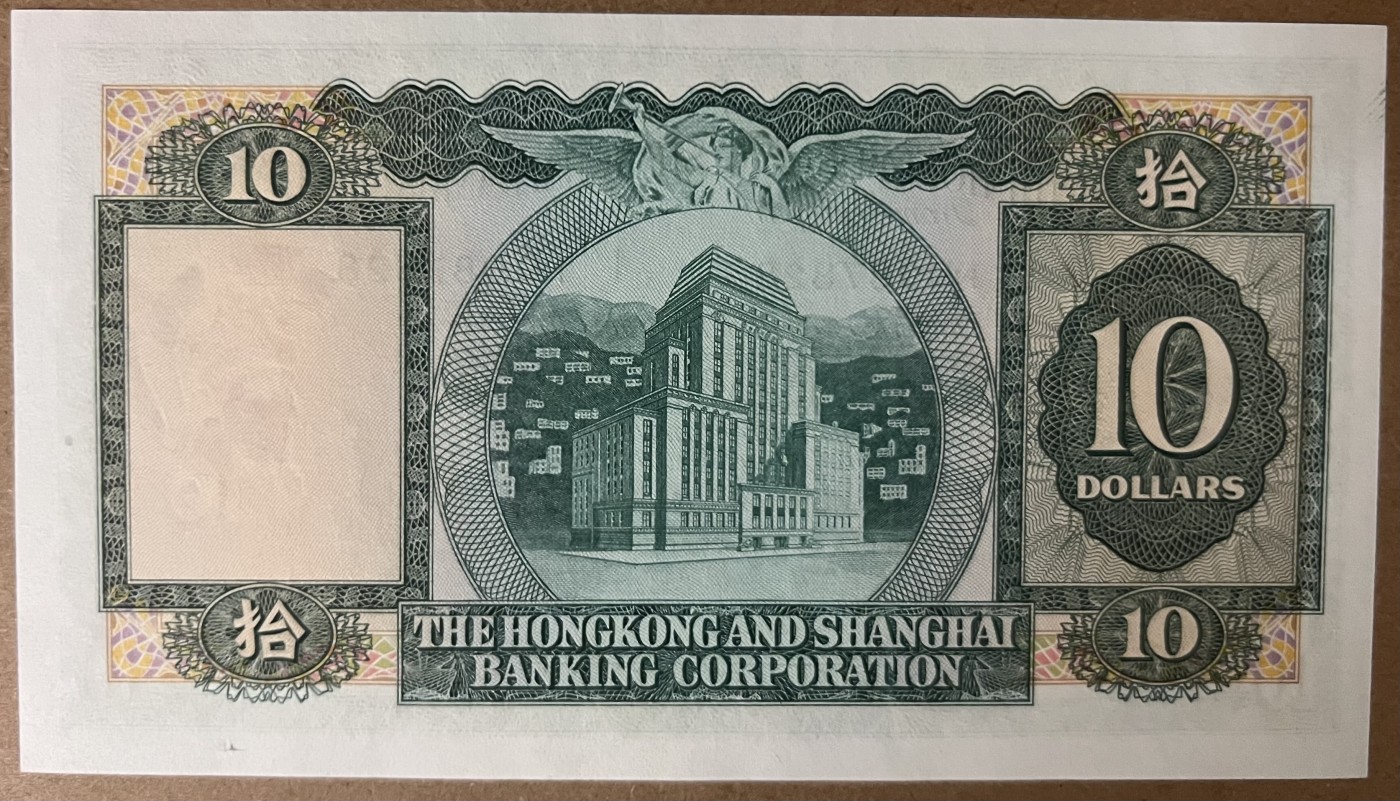 10
拾
10
DOLLARS
拾
10
THE HONGKONG AND SHANGHAI
BANKING CORPORATION